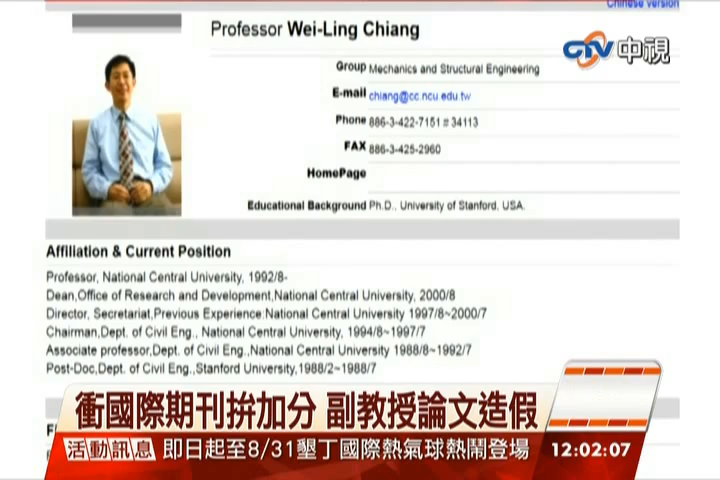 Chinese version
Professor Wei-Ling Chiang
CTV中視
Group Mechanics and Structural Engineering
E-mail chiang@cc.ncu.edu.tw
Phone 886-3-422-7151 # 34113
FAX 886-3-425-2960
HomePage
Educational Background Ph.D., University of Stanford, USA.
Affiliation & Current Position
Professor, National Central University, 1992/8-
Dean,Office of Research and Development,National Central University, 2000/8
Director, Secretariat,Previous Experience:National Central University 1997/8~2000/7
Chairman,Dept. of Civil Eng., National Central University, 1994/8~1997/7
Associate professor,Dept. of Civil Eng.,National Central University 1988/8~1992/7
Post-Doc,Dept. of Civil Eng.,Stanford University,1988/2~1988/7
衝國際期刊拚加分 副教授論文造假
活動訊息 即日起至8/31墾丁國際熱氣球熱鬧登場 12:02:07